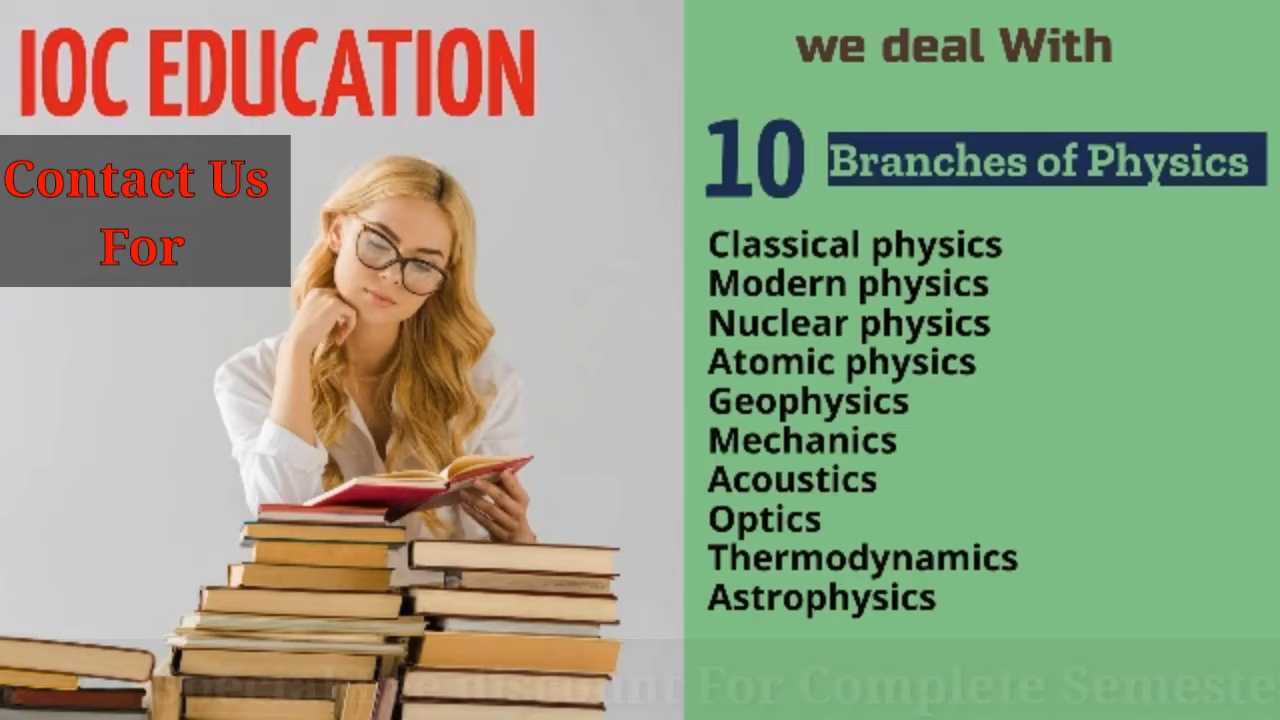 IOC EDUCATION
Contact Us
For
we deal With
10 Branches of Physics
Classical physics
Modern physics
Nuclear physics
Atomic physics
Geophysics
Mechanics
Acoustics
Optics
Thermodynamics
Astrophysics
discount For Complete Semeste